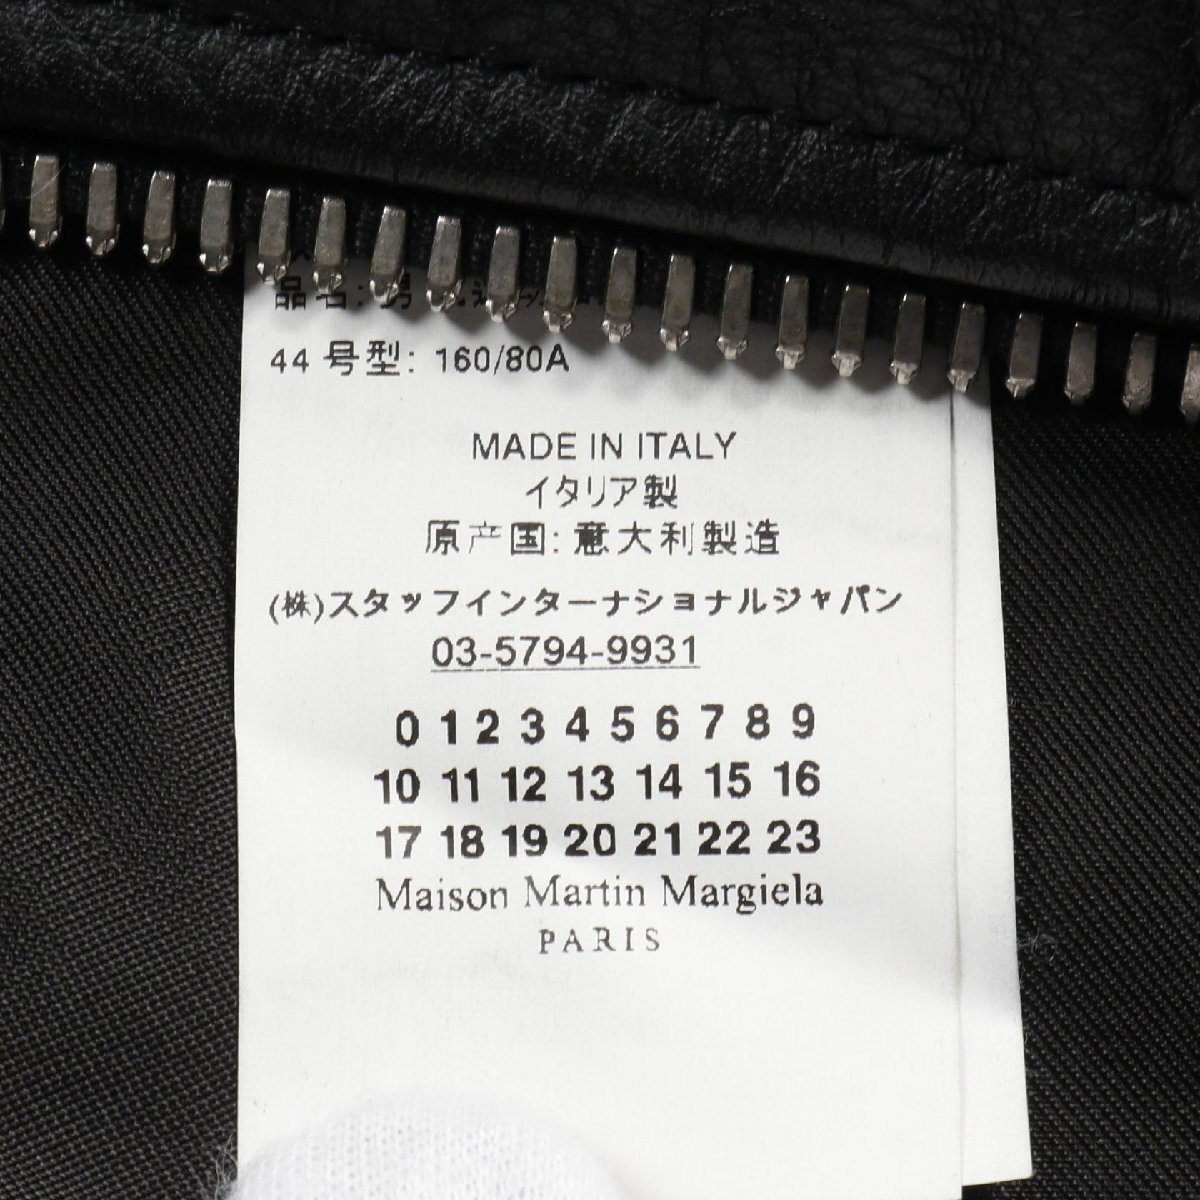 品名: 男
44 号型: 160/80A
MADE IN ITALY
イタリア製
原产国: 意大利製造
(株)スタッフインターナショナルジャパン
03-5794-9931
0 1 2 3 4 5 6 7 8 9
10 11 12 13 14 15 16
17 18 19 20 21 22 23
Maison Martin Margiela
PARIS